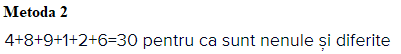 Metoda 2
4+8+9+1+2+6=30 pentru ca sunt nenule și diferite